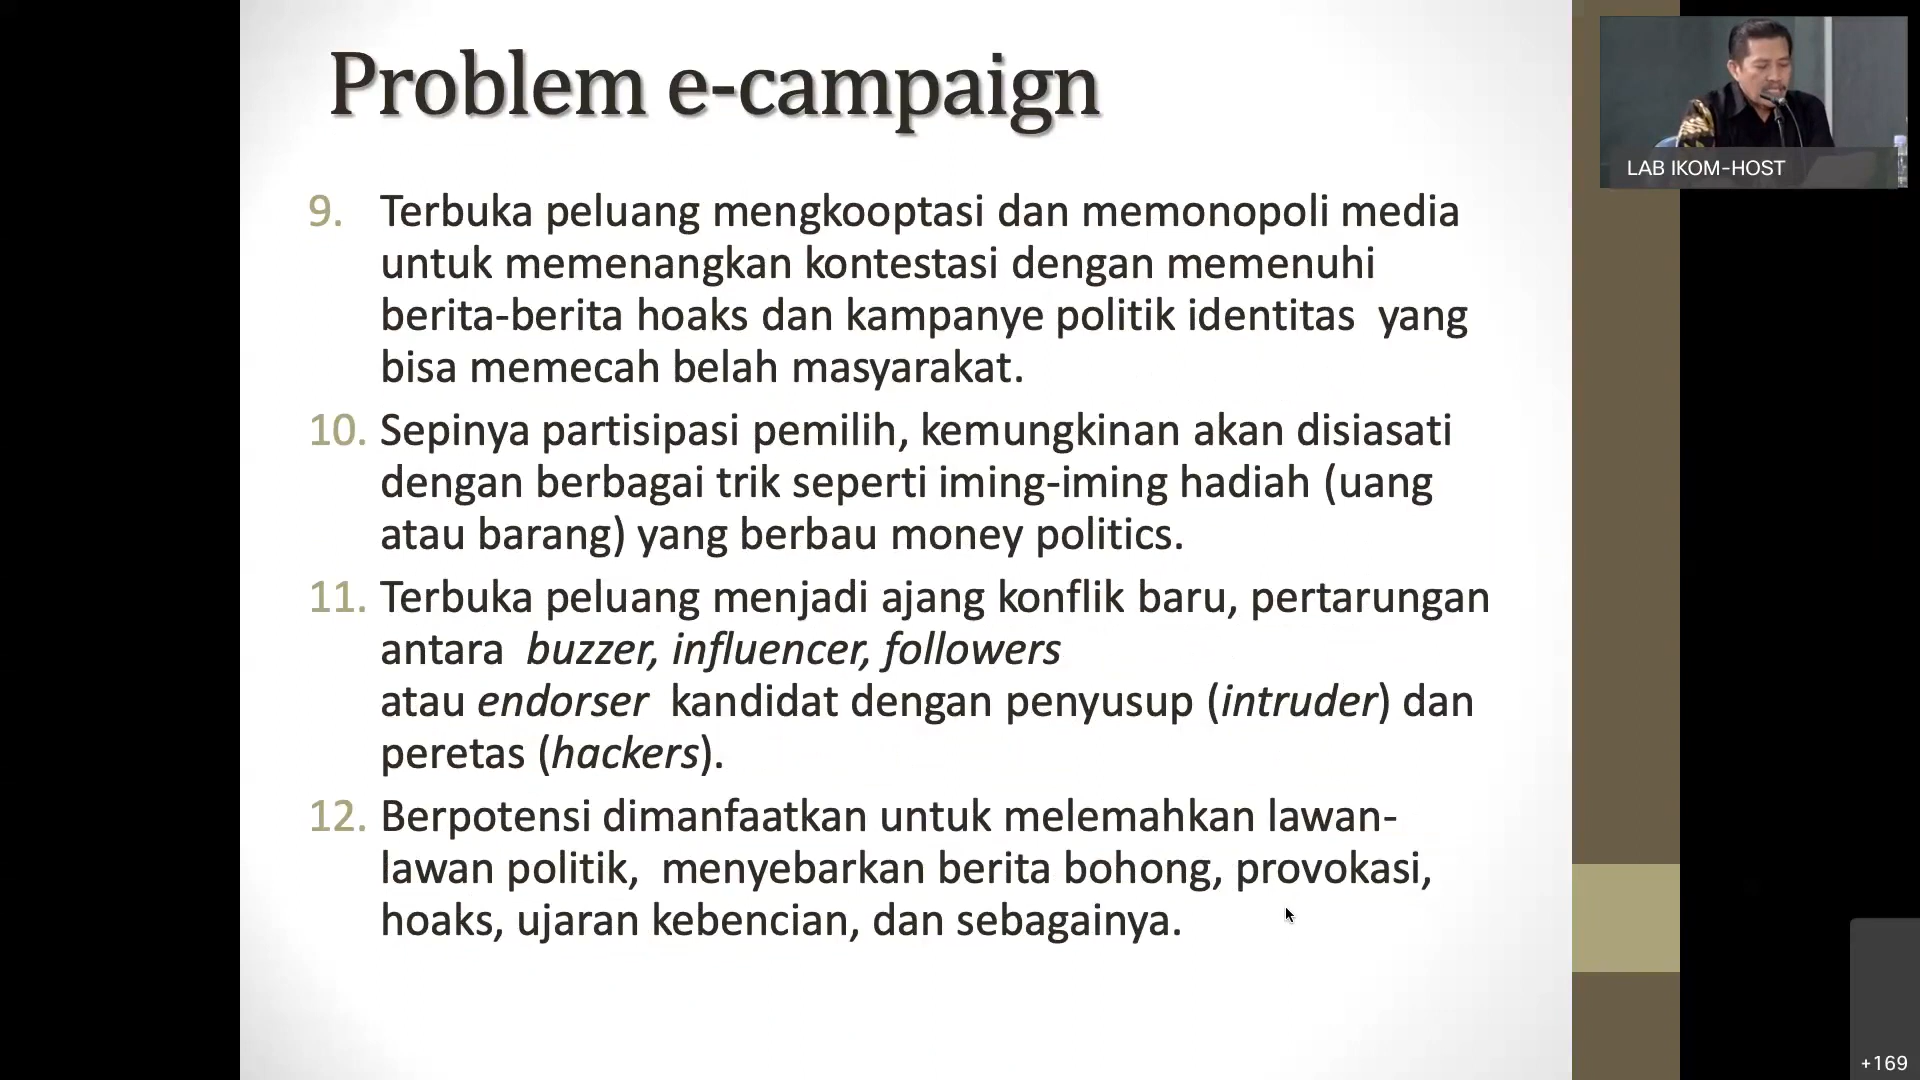 Problem e-campaign
LAB IKOM-HOST
9. Terbuka peluang mengkooptasi dan memonopoli media
untuk memenangkan kontestasi dengan memenuhi
berita-berita hoaks dan kampanye politik identitas yang
bisa memecah belah masyarakat.
10. Sepinya partisipasi pemilih, kemungkinan akan disiasati
dengan berbagai trik seperti iming-iming hadiah (uang
atau barang) yang berbau money politics.
11. Terbuka peluang menjadi ajang konflik baru, pertarungan
antara buzzer, influencer, followers
atau endorser kandidat dengan penyusup (intruder) dan
peretas (hackers).
12. Berpotensi dimanfaatkan untuk melemahkan lawan-
lawan politik, menyebarkan berita bohong, provokasi,
hoaks, ujaran kebencian, dan sebagainya.
+169